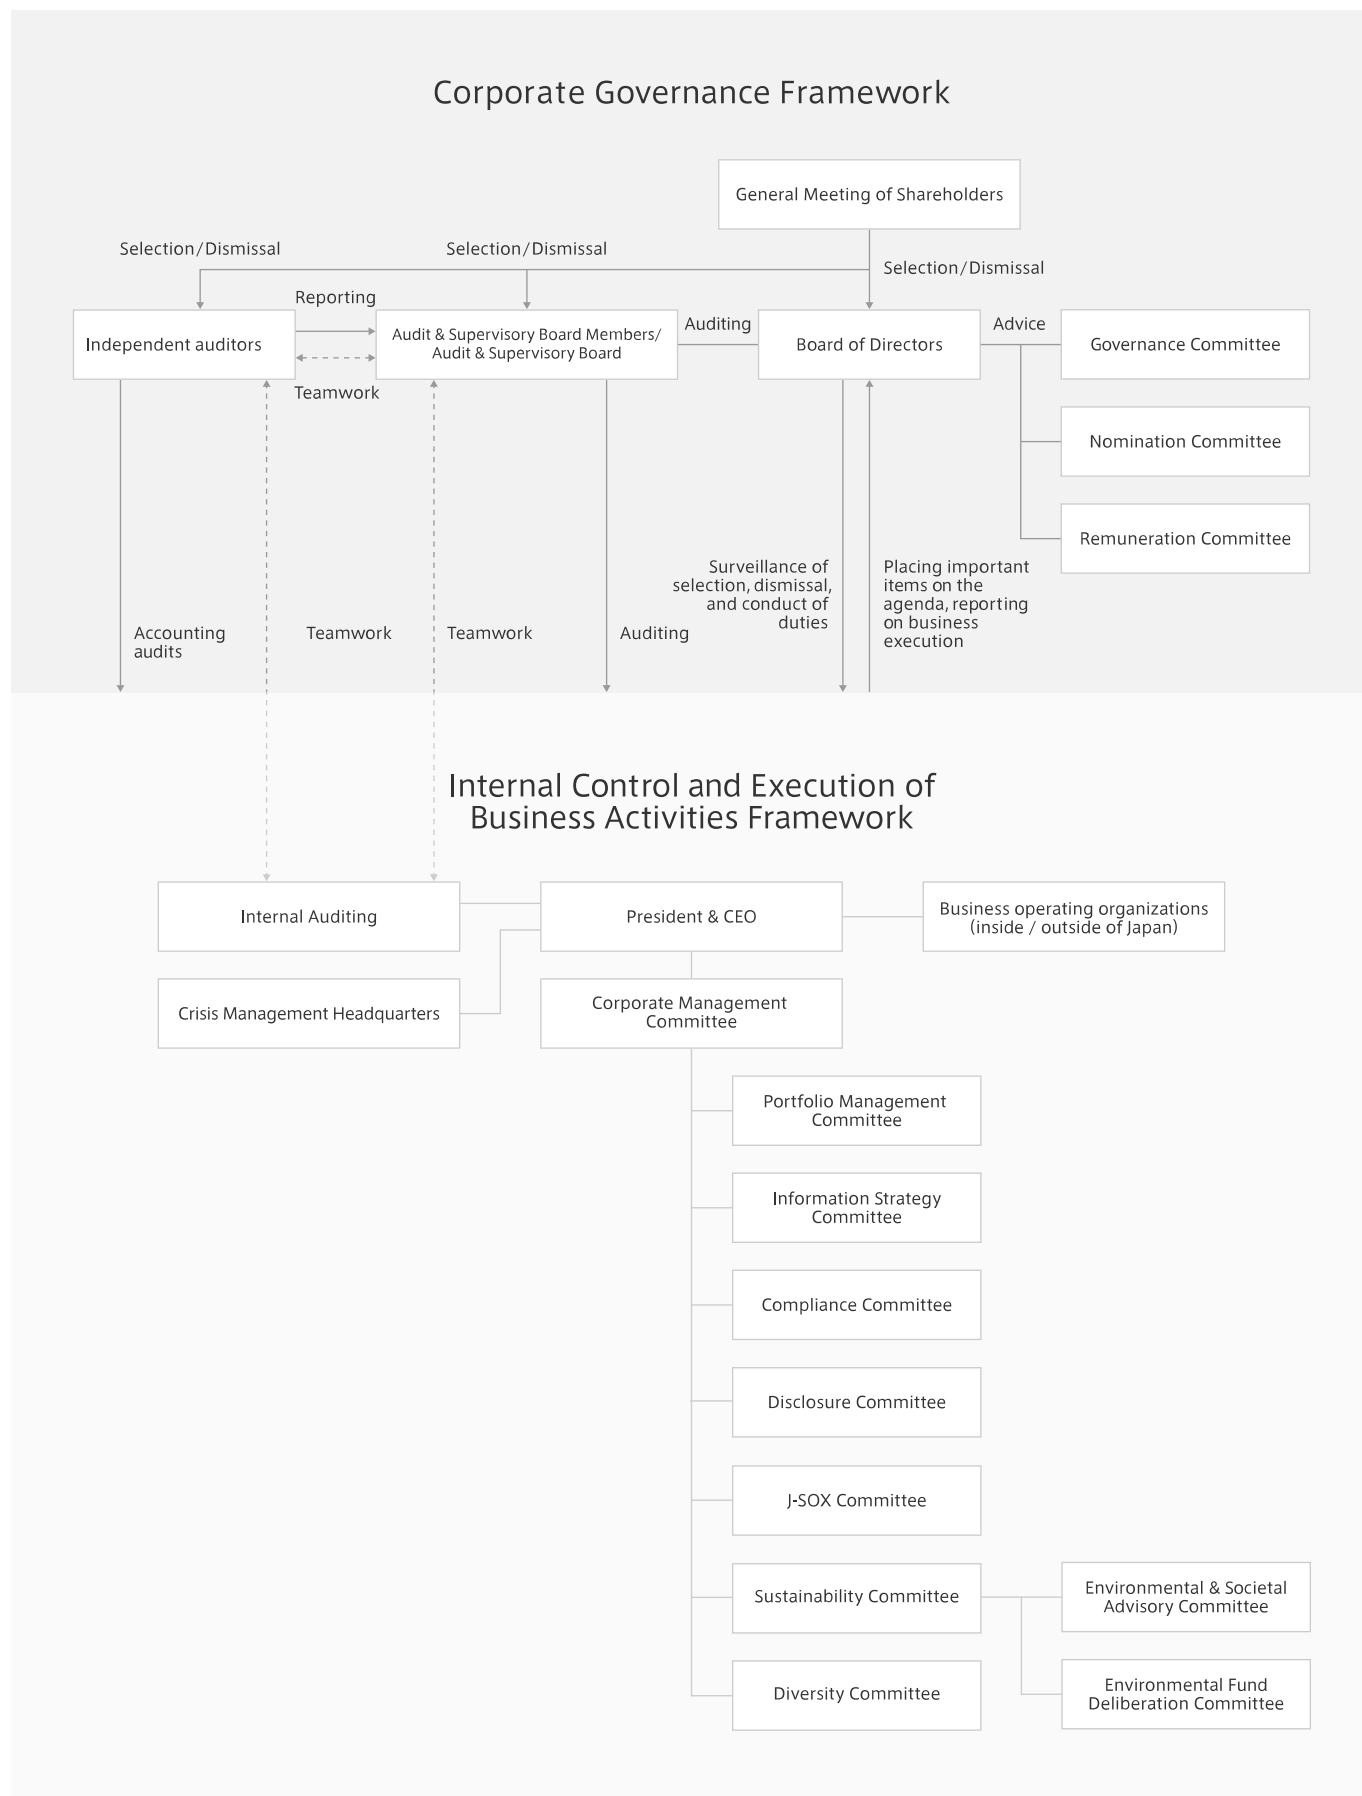 Corporate Governance Framework
General Meeting of Shareholders
Selection/Dismissal
Selection/Dismissal
Selection/Dismissal
Reporting
Independent auditors
Teamwork
Audit & Supervisory Board Members/
Audit & Supervisory Board
Auditing
Board of Directors
Advice
Governance Committee
Nomination Committee
Remuneration Committee
Accounting
audits
Teamwork
Teamwork
Auditing
Surveillance of
selection, dismissal,
and conduct of
duties
Placing important
items on the
agenda, reporting
on business
execution
Internal Control and Execution of
Business Activities Framework
Internal Auditing
President & CEO
Business operating organizations
(inside / outside of Japan)
Crisis Management Headquarters
Corporate Management
Committee
Portfolio Management
Committee
Information Strategy
Committee
Compliance Committee
Disclosure Committee
J-SOX Committee
Sustainability Committee
Environmental & Societal
Advisory Committee
Environmental Fund
Deliberation Committee
Diversity Committee